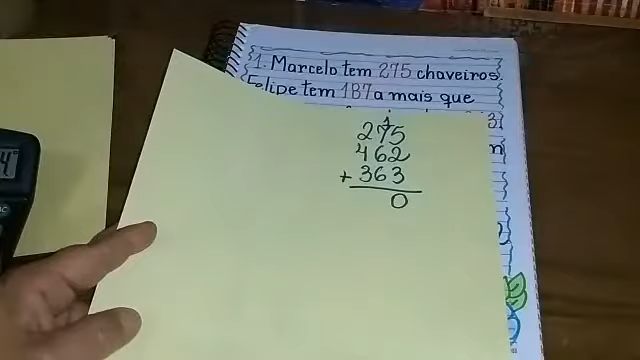 1. Marcelo tem 275 chaveiros.
Felipe tem 187 a mais que
1
275
462
+ 363
0